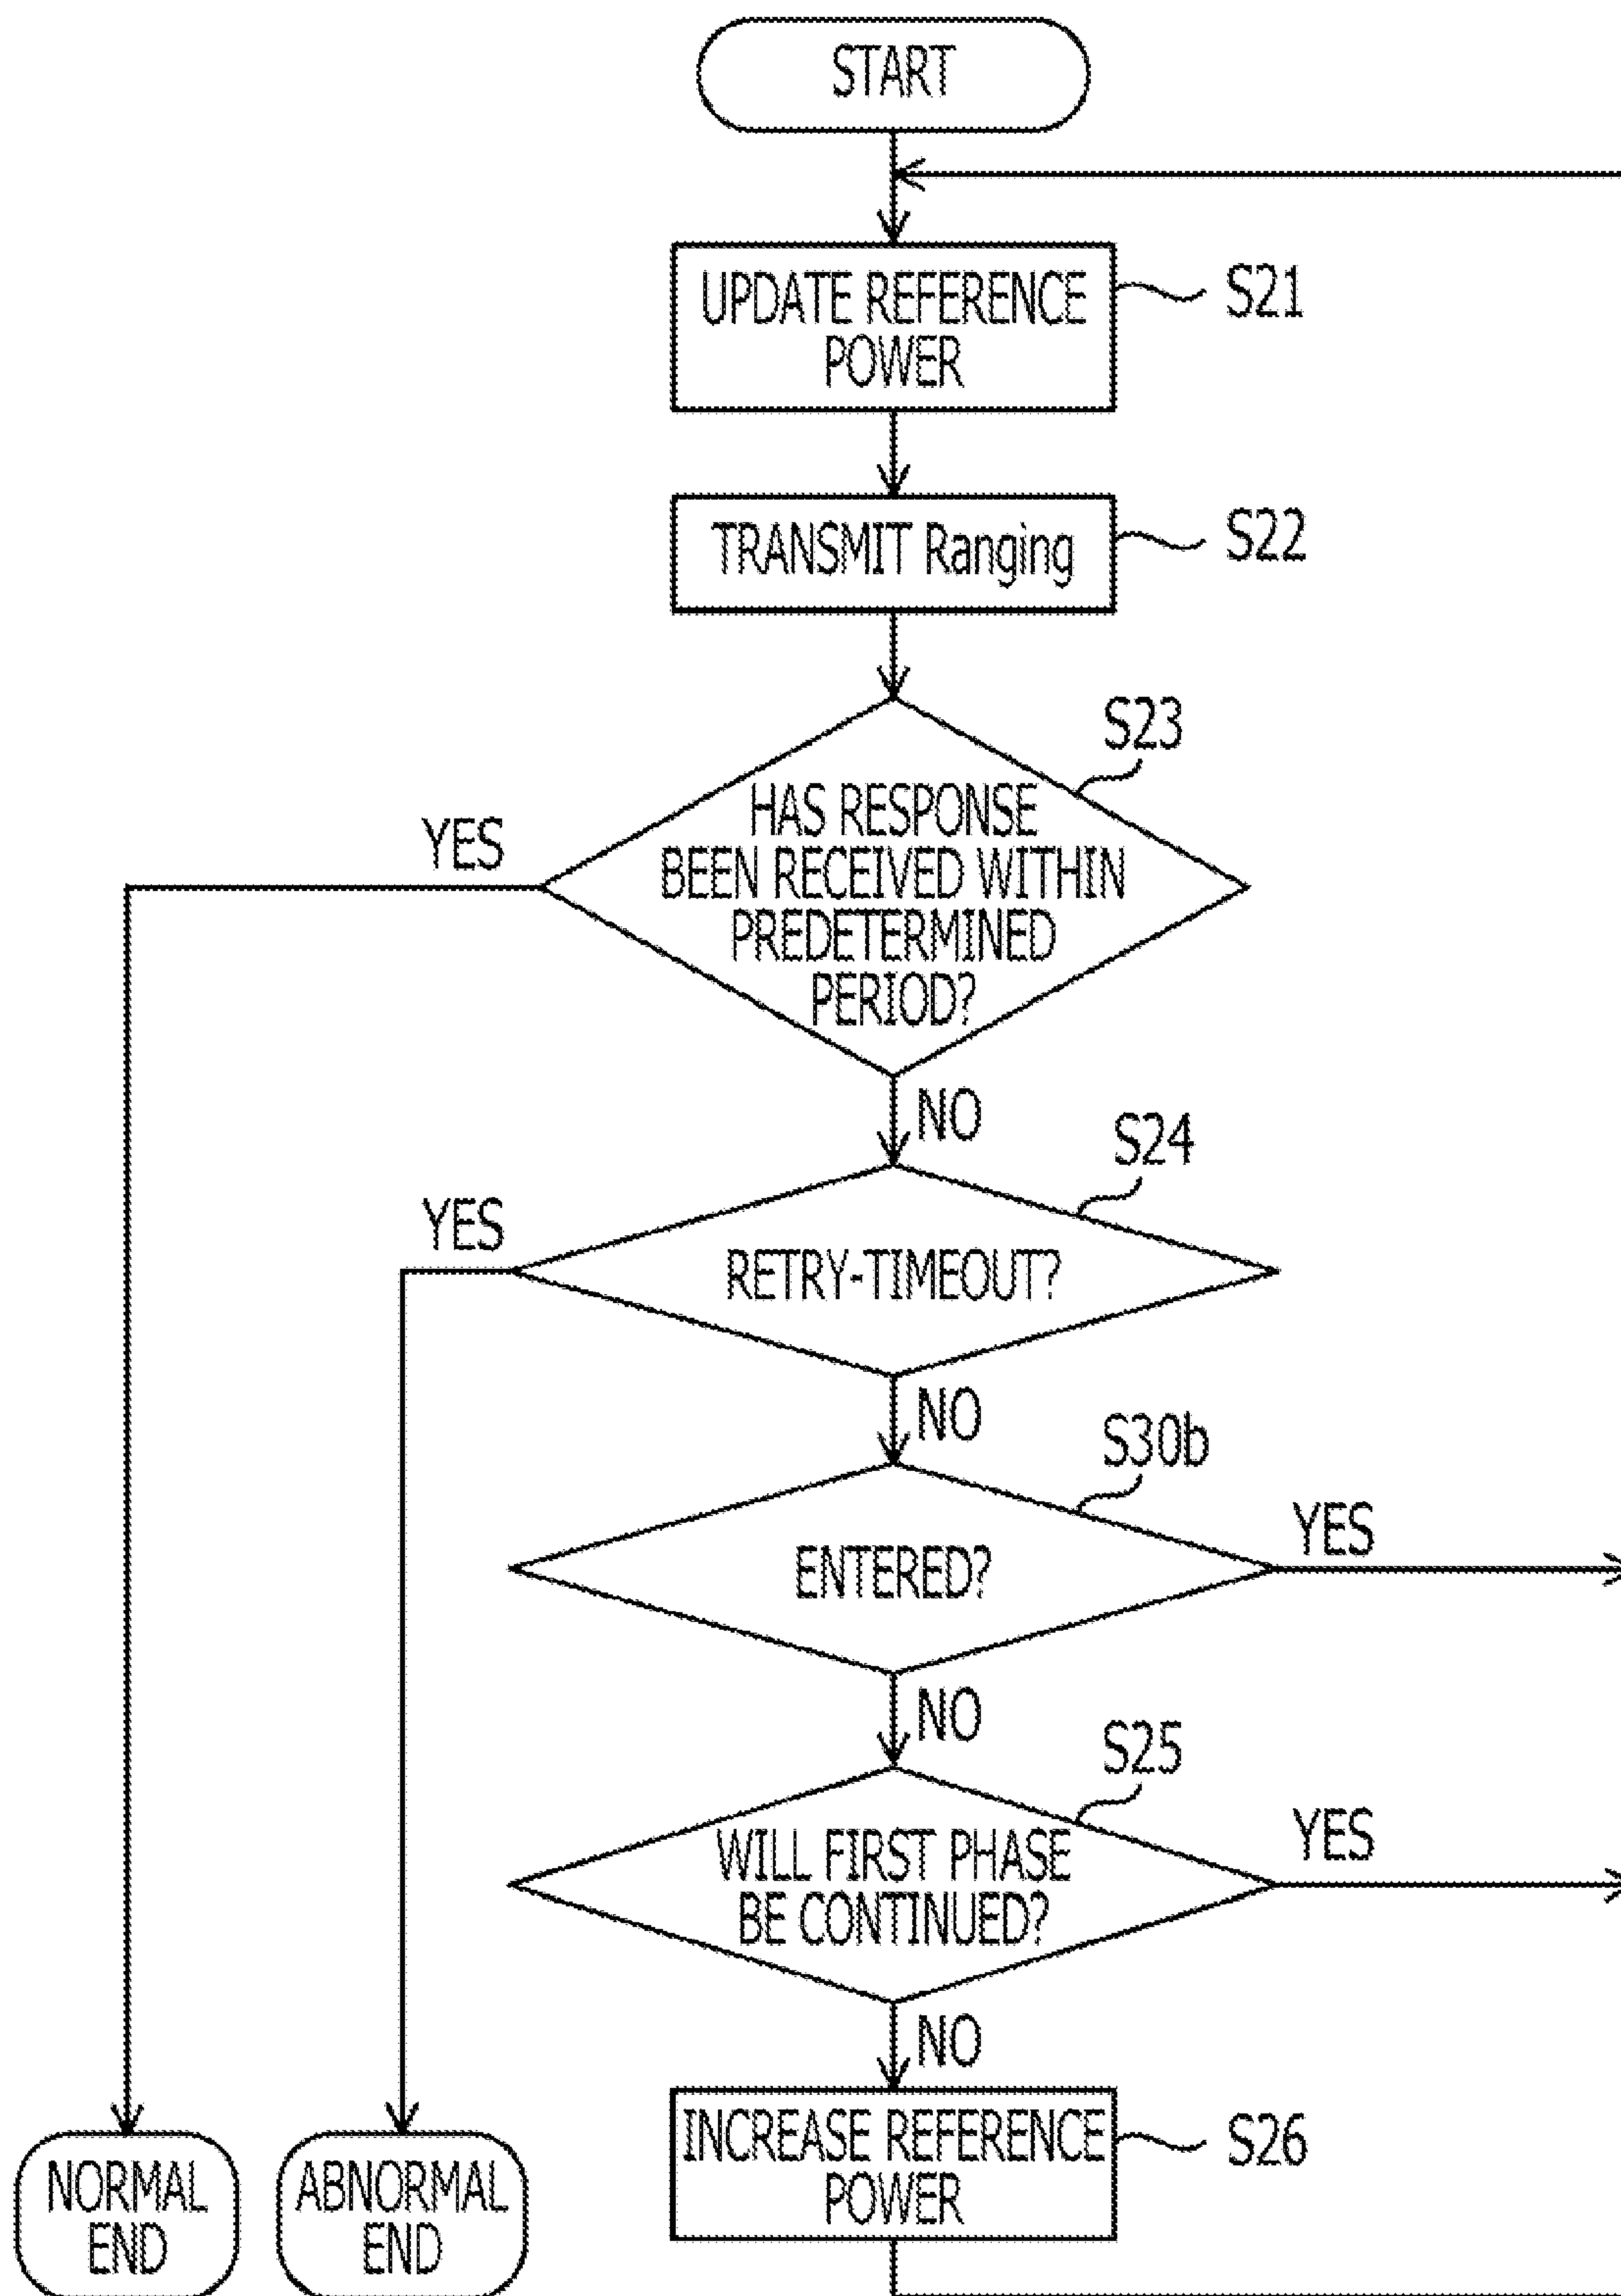 START
UPDATE REFERENCE
POWER
S21
TRANSMIT Ranging
S22
S23
HAS RESPONSE
BEEN RECEIVED WITHIN
PREDETERMINED
PERIOD?
YES
NO
S24
YES
RETRY-TIMEOUT?
NO
S30b
ENTERED?
YES
NO
S25
WILL FIRST PHASE
BE CONTINUED?
YES
NO
INCREASE REFERENCE
POWER
S26
NORMAL
END
ABNORMAL
END